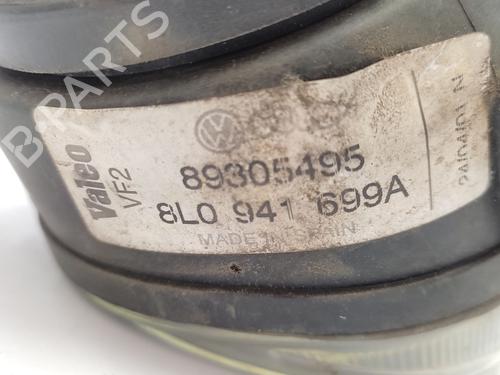 B-PARTS
Valeo
VF2
89305495
8L0 941 699A
MADE IN SPAIN
24/04/01 N